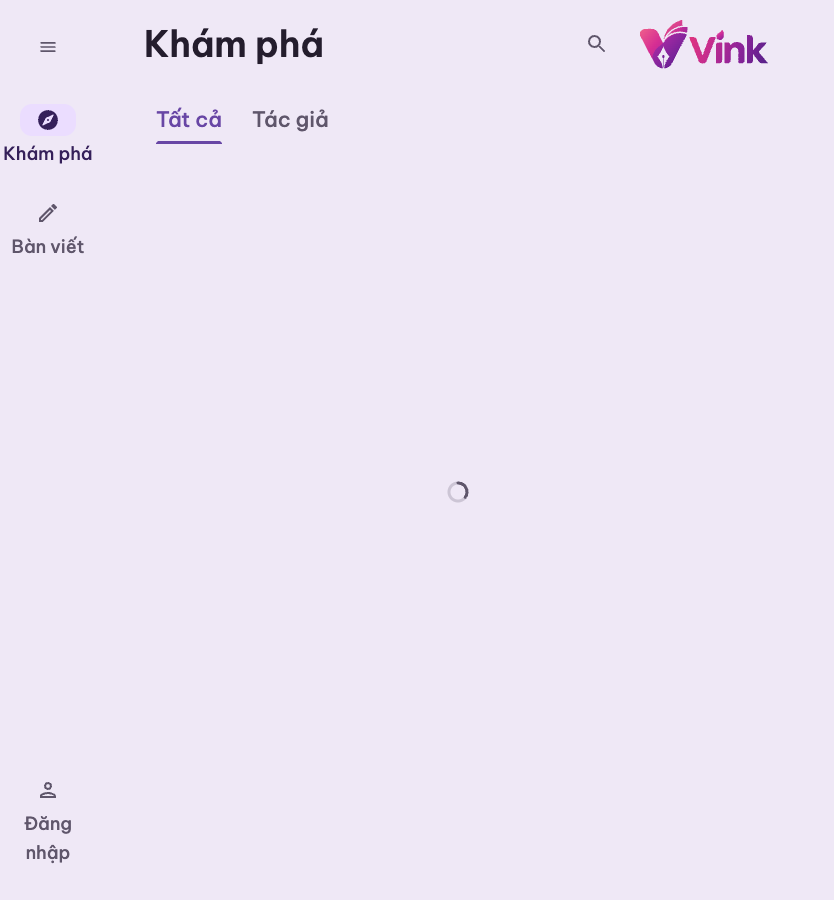 Khám phá
Vink
Tất cả
Tác giả
Khám phá
Bàn viết
Đăng
nhập